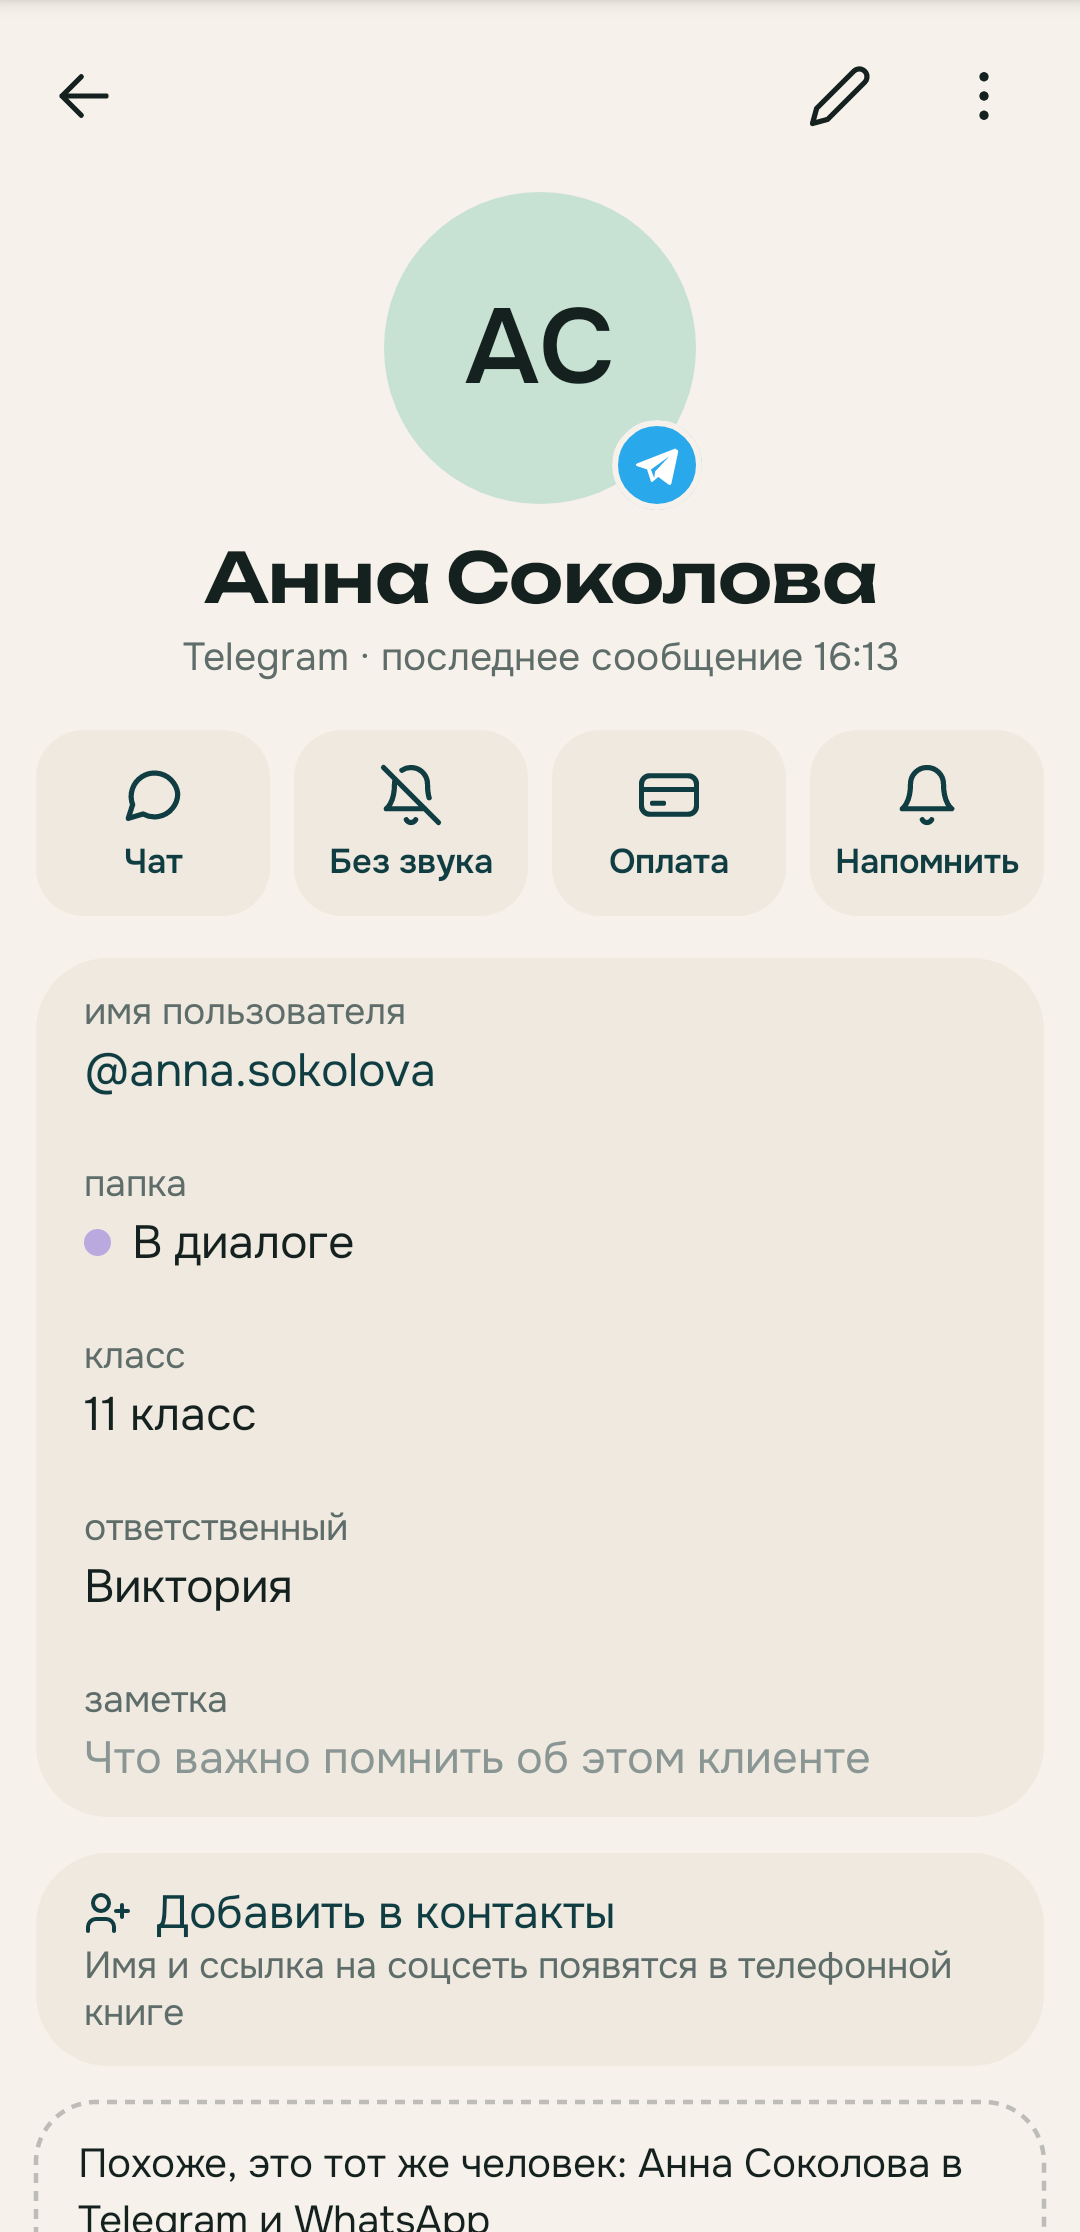 АС
Анна Соколова
Telegram · последнее сообщение 16:13
Чат
Без звука
Оплата
Напомнить
имя пользователя
@anna.sokolova
папка
В диалоге
класс
11 класс
ответственный
Виктория
заметка
Что важно помнить об этом клиенте
Добавить в контакты
Имя и ссылка на соцсеть появятся в телефонной
книге
Похоже, это тот же человек: Анна Соколова в
Telegram и WhatsApp